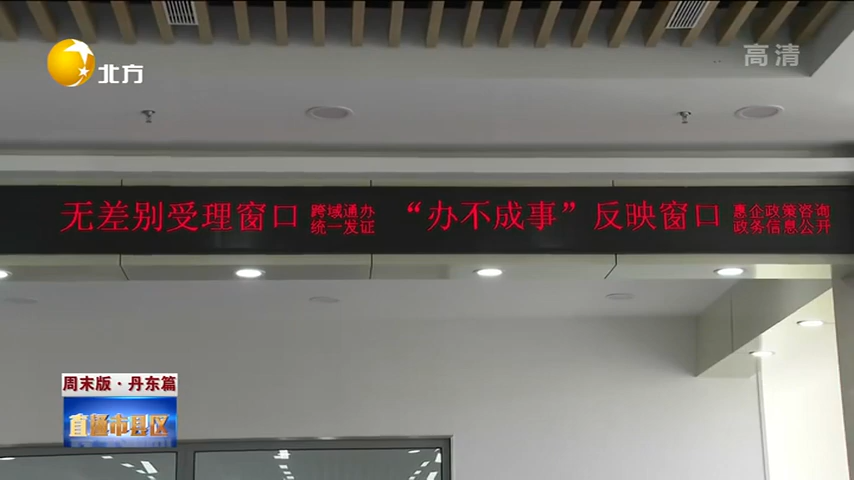 高清
北方
无差别受理窗口 跨域通办 统一发证 “办不成事”反映窗口 惠企政策咨询 政务信息公开
周末版·丹东篇
直通市县区